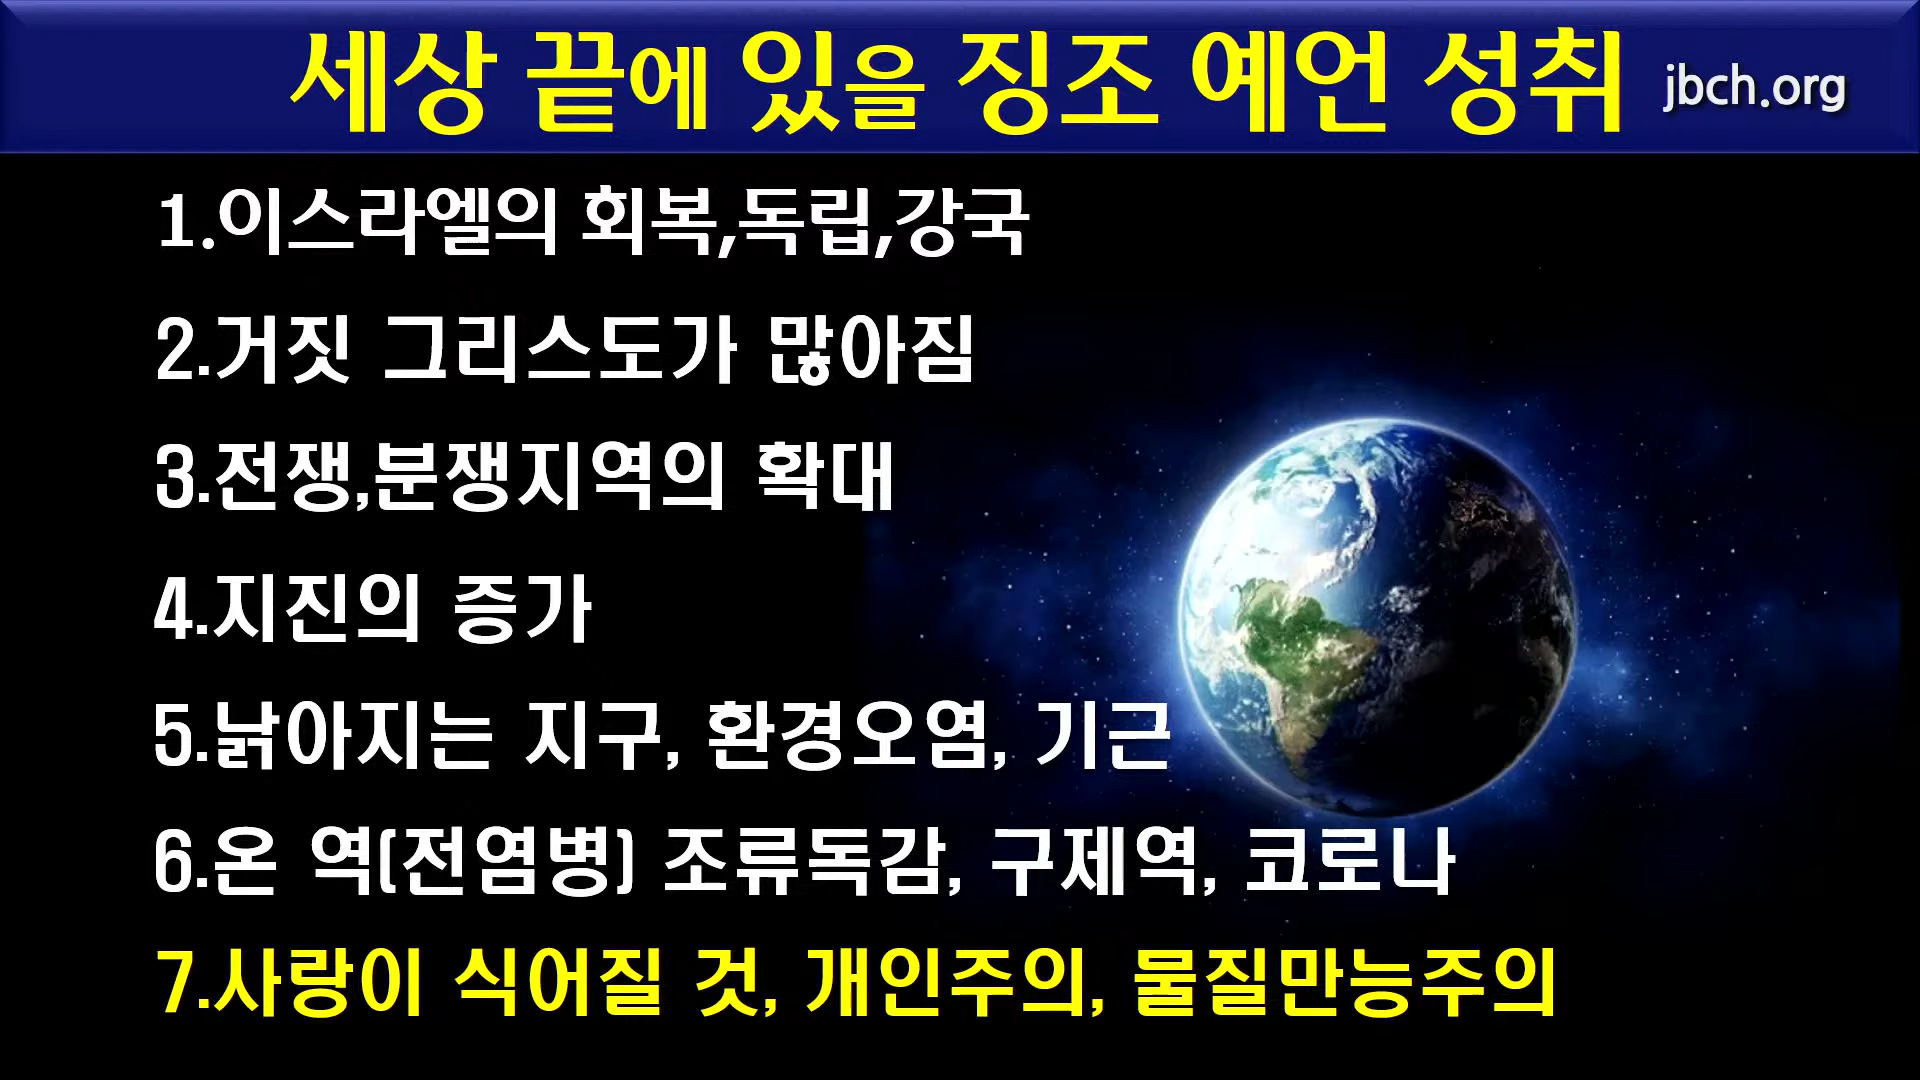 세상 끝에 있을 징조 예언 성취 jbch.org
1.이스라엘의 회복,독립,강국
2.거짓 그리스도가 많아짐
3.전쟁,분쟁지역의 확대
4.지진의 증가
5.낡아지는 지구, 환경오염, 기근
6.온 역(전염병) 조류독감, 구제역, 코로나
7.사랑이 식어질 것, 개인주의, 물질만능주의